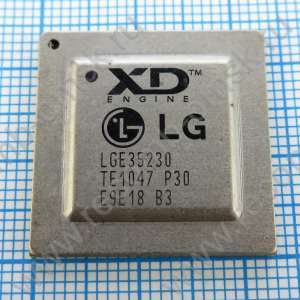 XD™
ENGINE
LG
LGE35230
TE1047 P30
E9E18 B3